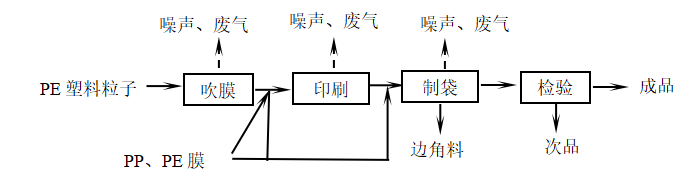 噪声、废气
噪声、废气
噪声、废气
PE 塑料粒子
吹膜
印刷
制袋
检验
成品
PP、PE 膜
边角料
次品